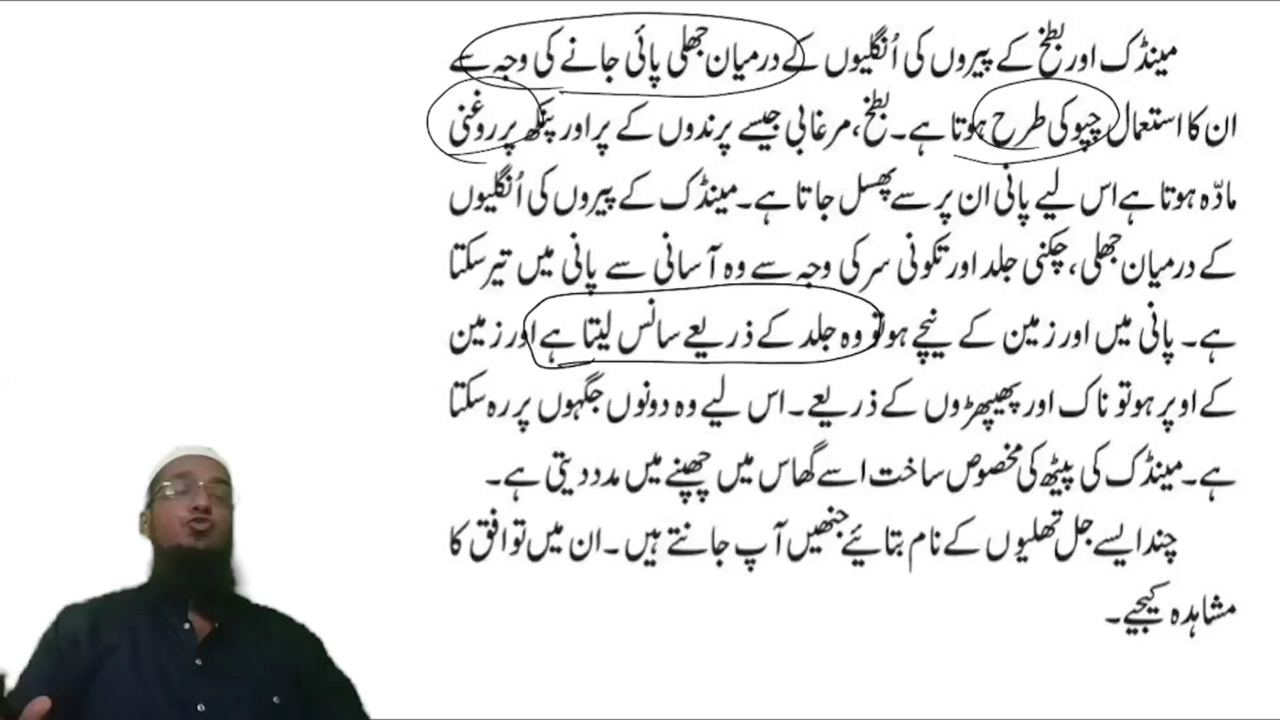 مینڈک اور بطخ کے پیروں کی اُنگلیوں کے درمیان جھلی پائی جانے کی وجہ سے
ان کا استعمال چپو کی طرح ہوتا ہے۔ بطخ، مرغابی جیسے پرندوں کے پر اور پنکھ پر روغنی
مادّہ ہوتا ہے اس لیے پانی ان پر سے پھسل جاتا ہے۔ مینڈک کے پیروں کی اُنگلیوں
کے درمیان جھلی، چکنی جلد اور تکونی سر کی وجہ سے وہ آسانی سے پانی میں تیر سکتا
ہے۔ پانی میں اور زمین کے نیچے ہو تو وہ جلد کے ذریعے سانس لیتا ہے اور زمین
کے اوپر ہو تو ناک اور پھیپھڑوں کے ذریعے۔ اس لیے وہ دونوں جگہوں پر رہ سکتا
ہے۔ مینڈک کی پیٹھ کی مخصوص ساخت اسے گھاس میں چھپنے میں مدد دیتی ہے۔
چند ایسے جل تھلیوں کے نام بتائیے جنھیں آپ جانتے ہیں۔ ان میں توافق کا
مشاہدہ کیجیے۔